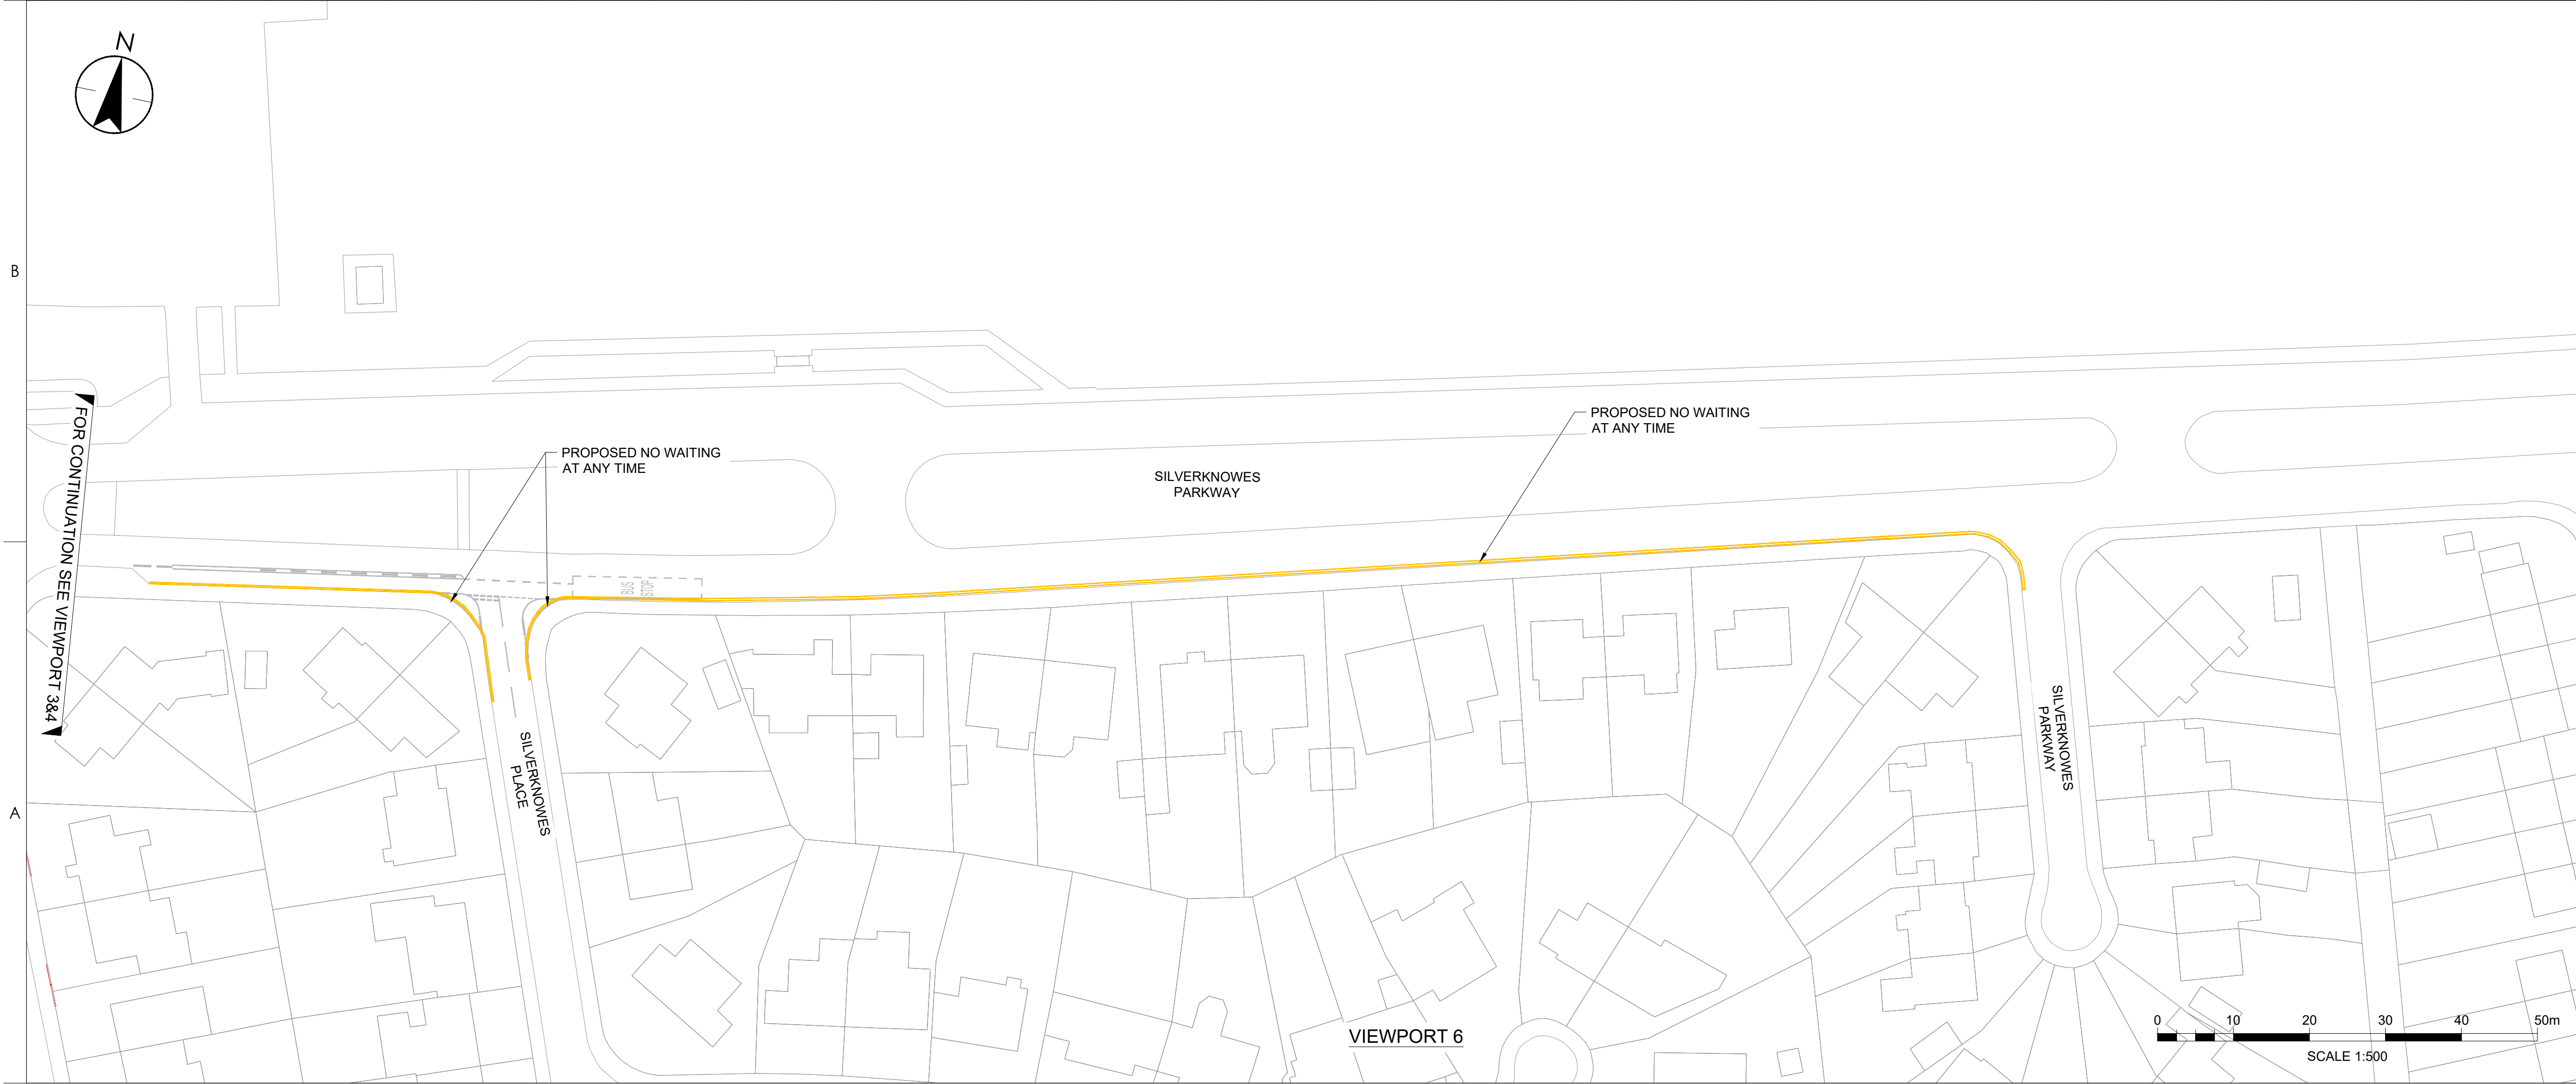 N
B
PROPOSED NO WAITING
AT ANY TIME
PROPOSED NO WAITING
AT ANY TIME
SILVERKNOWES
PARKWAY
FOR CONTINUATION SEE VIEWPORT 3&4
BUS
STOP
SILVERKNOWES
PLACE
SILVERKNOWES
PARKWAY
A
VIEWPORT 6
0 10 20 30 40 50m
SCALE 1:500